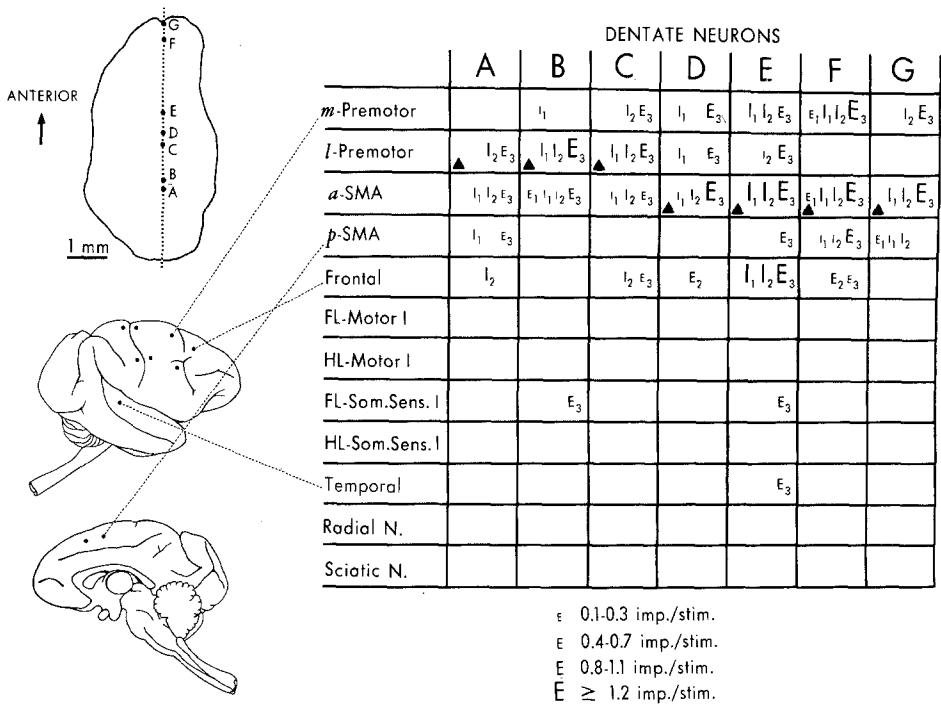 G
F
ANTERIOR
E
D
C
B
A
1 mm
DENTATE NEURONS
A B C D E F G
m-Premotor I₁ I₂ E₃ I₁ E₃ I₁ I₂ E₃ E₁ I₁ I₂ E₃ I₂ E₃
l-Premotor I₂ E₃ I₁ I₂ E₃ I₁ I₂ E₃ I₁ E₃ I₂ E₃
a-SMA I₁ I₂ E₃ E₁ I₁ I₂ E₃ I₁ I₂ E₃ I₁ I₂ E₃ I₁ I₂ E₃ E₁ I₁ I₂ E₃ I₁ I₂ E₃
p-SMA I₁ E₃ E₃ I₁ I₂ E₃ E₁ I₁ I₂
Frontal I₂ I₂ E₃ E₂ I₁ I₂ E₃ E₂ E₃
FL-Motor I
HL-Motor I
FL-Som.Sens. I E₃ E₃
HL-Som.Sens. I
Temporal E₃
Radial N.
Sciatic N.
E 0.1-0.3 imp./stim.
E 0.4-0.7 imp./stim.
E 0.8-1.1 imp./stim.
E ≥ 1.2 imp./stim.